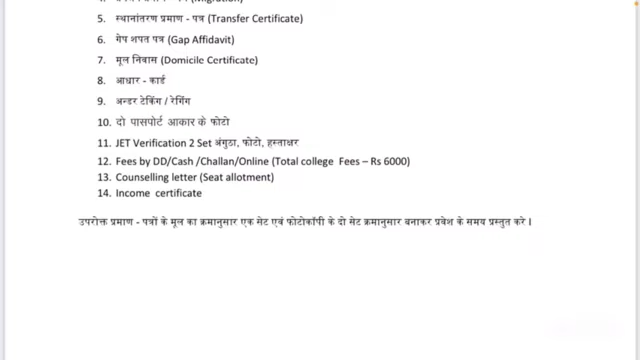 (Migration)
5. स्थानांतरण प्रमाण - पत्र (Transfer Certificate)
6. गेप शपत पत्र (Gap Affidavit)
7. मूल निवास (Domicile Certificate)
8. आधार - कार्ड
9. अन्डर टेकिंग / रेगिंग
10. दो पासपोर्ट आकार के फोटो
11. JET Verification 2 Set अंगुठा, फोटो, हस्ताक्षर
12. Fees by DD/Cash /Challan/Online (Total college Fees – Rs 6000)
13. Counselling letter (Seat allotment)
14. Income certificate
उपरोक्त प्रमाण - पत्रों के मूल का क्रमानुसार एक सेट एवं फोटोकॉपी के दो सेट क्रमानुसार बनाकर प्रवेश के समय प्रस्तुत करे ।